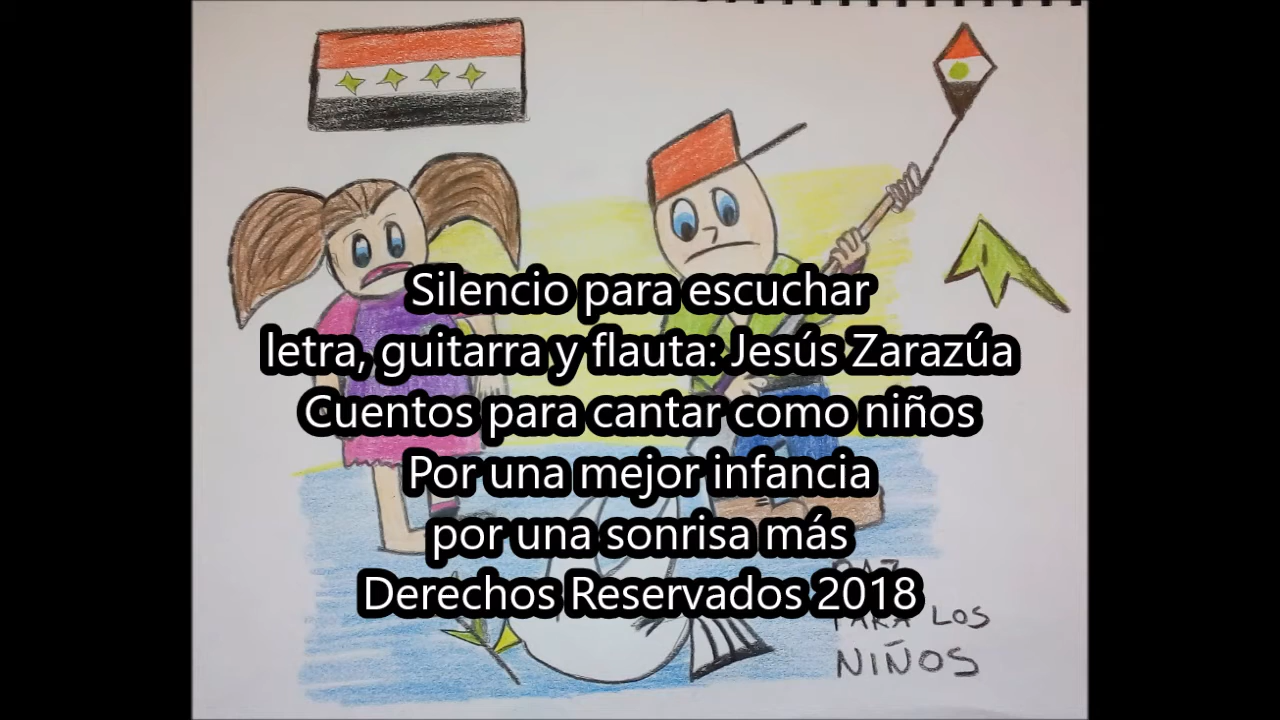 Silencio para escuchar
letra, guitarra y flauta: Jesús Zarazúa
Cuentos para cantar como niños
Por una mejor infancia
por una sonrisa más
Derechos Reservados 2018
PAZ
PARA LOS
NIÑOS